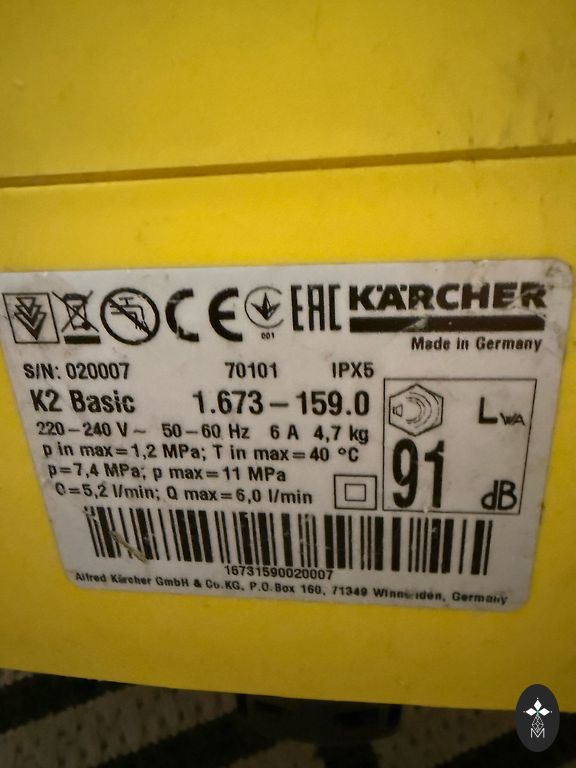 CE
001
EAC
KÄRCHER
Made in Germany
S/N: 020007 70101 IPX5
K2 Basic 1.673-159.0
220-240 V ~ 50-60 Hz 6 A 4,7 kg
p in max=1,2 MPa; T in max=40 °C
p=7,4 MPa; p max=11 MPa
Q=5,2 l/min; Q max=6,0 l/min
LWA
91 dB
16731590020007
Alfred Kärcher GmbH & Co.KG, P.O.Box 160, 71349 Winnenden, Germany
M